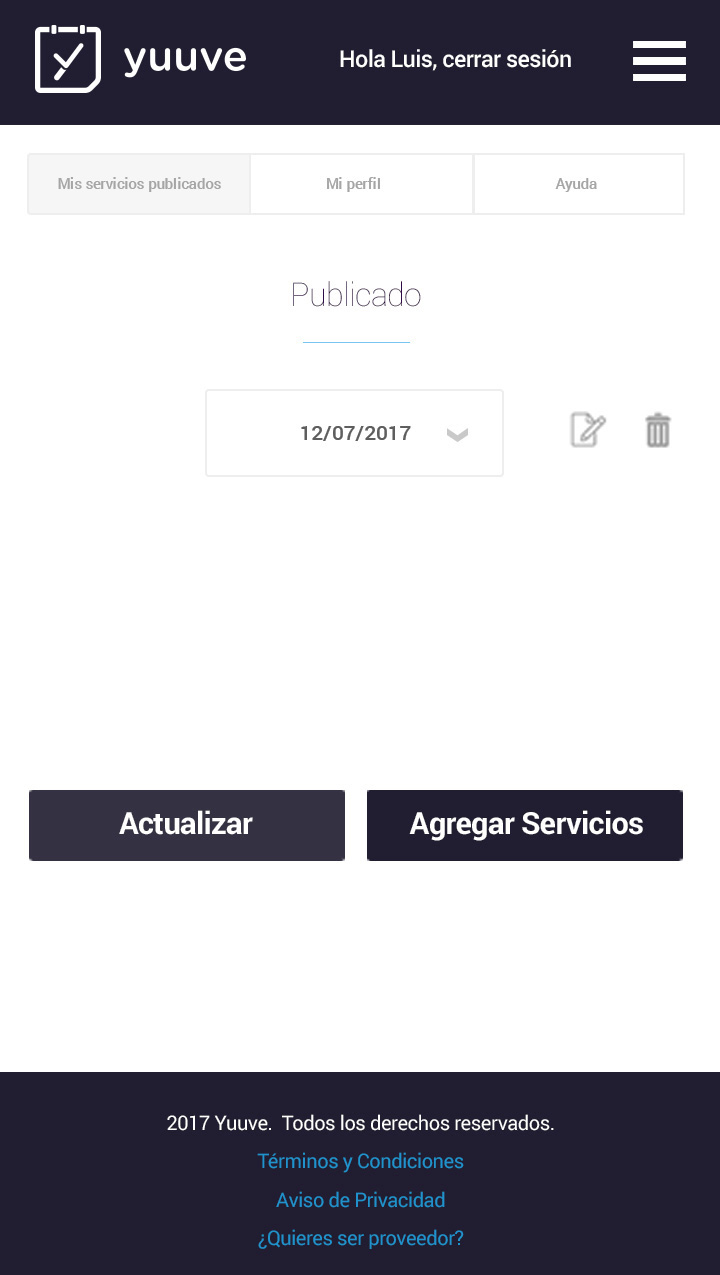 yuuve
Hola Luis, cerrar sesión
Mis servicios publicados
Mi perfil
Ayuda
Publicado
12/07/2017
Actualizar
Agregar Servicios
2017 Yuuve. Todos los derechos reservados.
Términos y Condiciones
Aviso de Privacidad
¿Quieres ser proveedor?